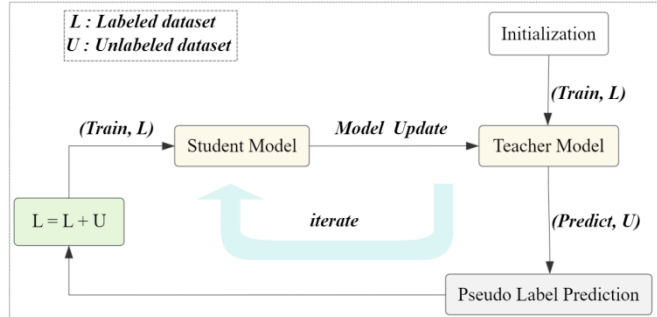 L : Labeled dataset
U : Unlabeled dataset
Initialization
(Train, L)
(Train, L)
Model Update
Student Model
Teacher Model
L = L + U
iterate
(Predict, U)
Pseudo Label Prediction